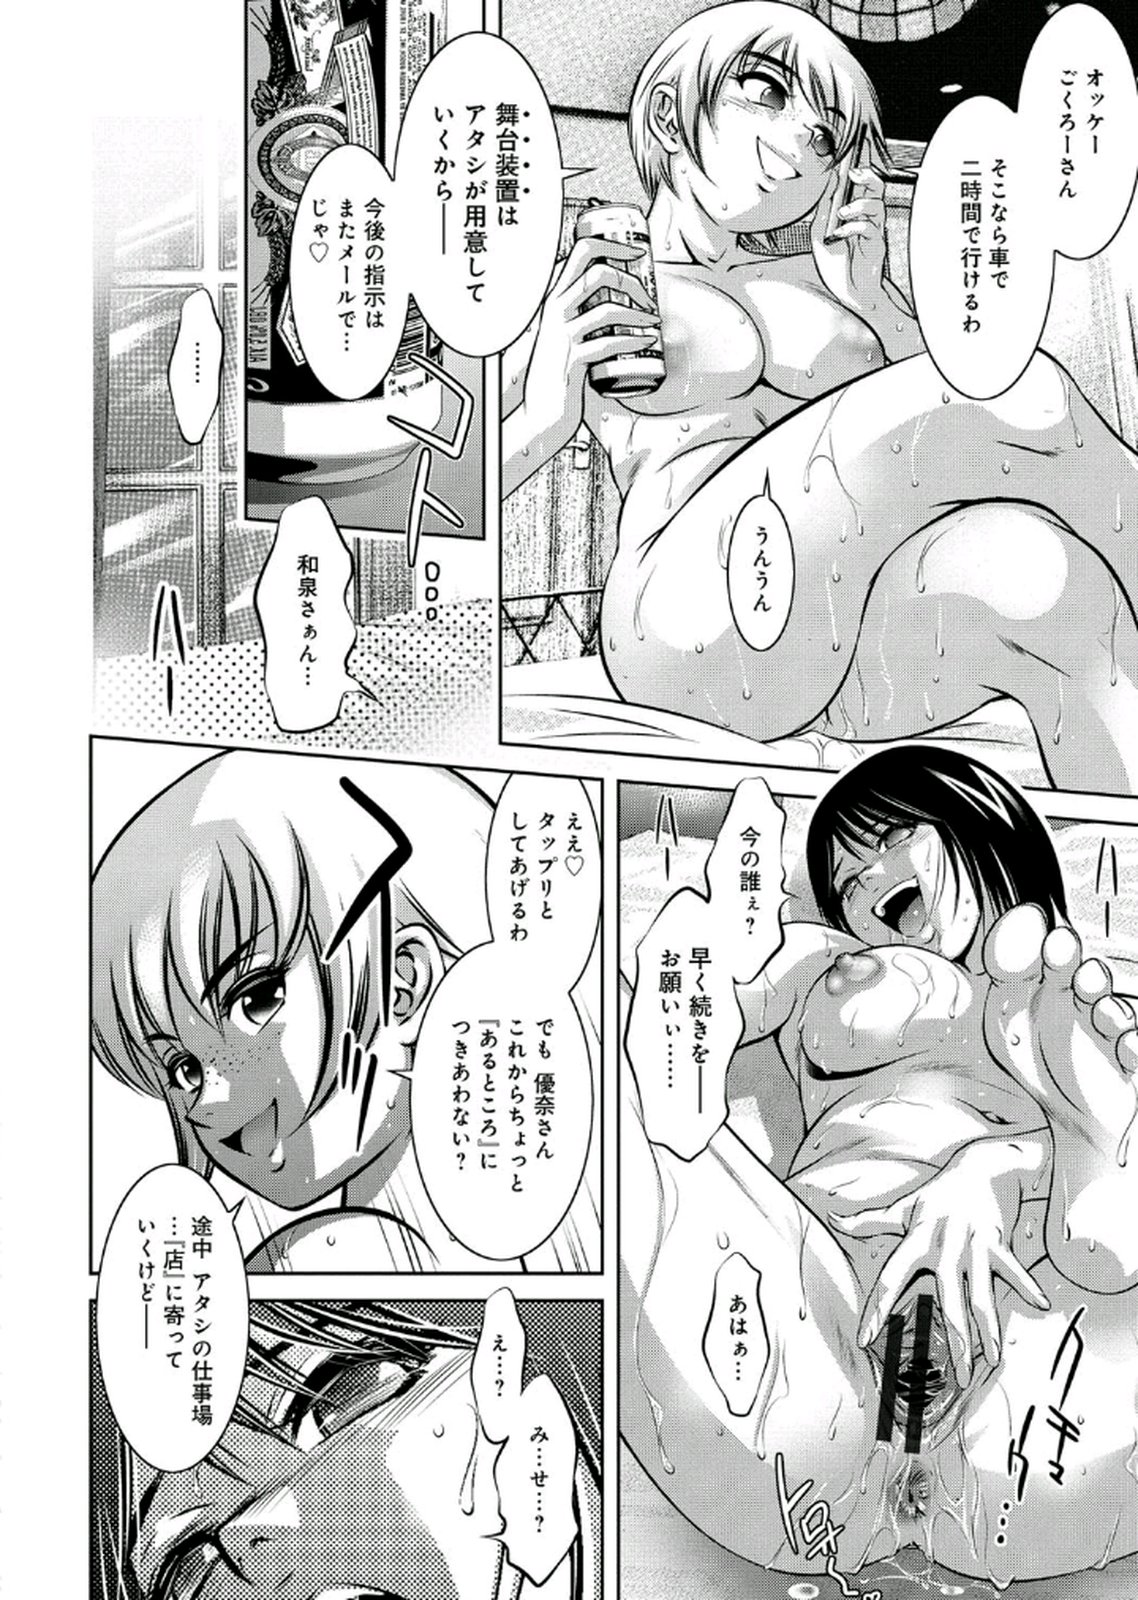 オッケー
ごくろーさん
そこなら車で
二時間で行けるわ
うんうん
舞台装置は
アタシが用意して
いくから━━
今後の指示は
またメールで…
じゃ♡
コト
……
和泉さぁん…
今の誰ぇ?
早く続きを━━
お願いぃ……
あはぁ…
ええ♡
タップリと
してあげるわ
でも 優奈さん
これからちょっと
『あるところ』に
つきあわない?
途中 アタシの仕事場
…『店』に寄って
いくけど━━
え…?
み…せ…?